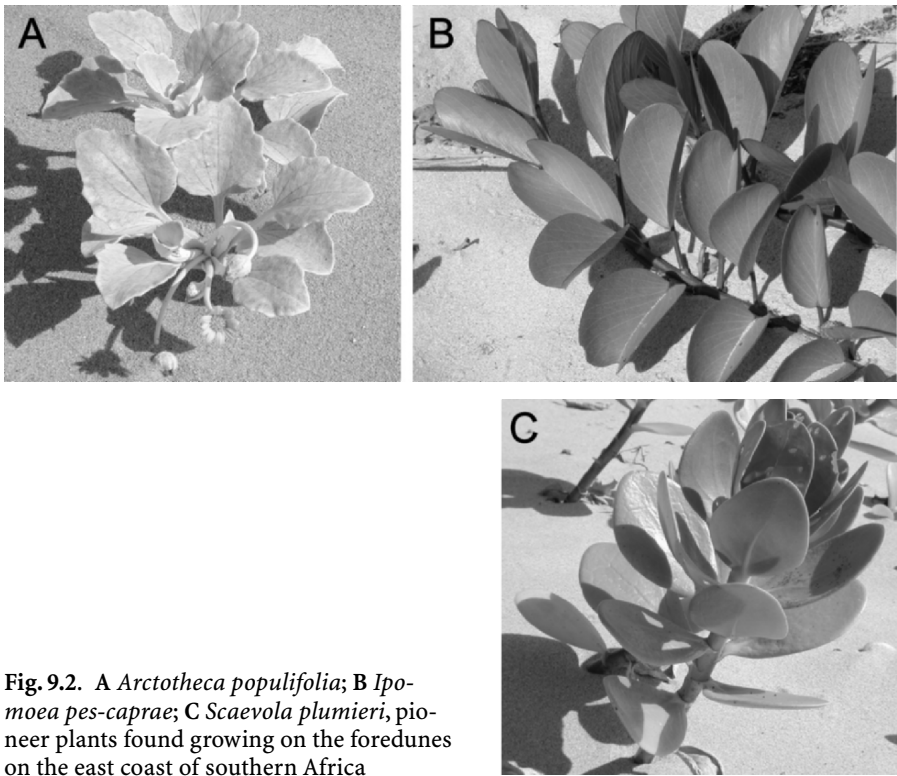 A
B
C
Fig. 9.2. A Arctotheca populifolia; B Ipo-
moea pes-caprae; C Scaevola plumieri, pio-
neer plants found growing on the foredunes
on the east coast of southern Africa